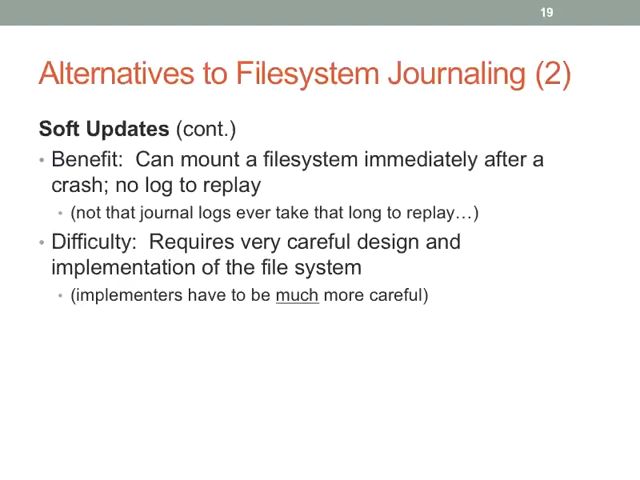 19
Alternatives to Filesystem Journaling (2)
Soft Updates (cont.)
• Benefit: Can mount a filesystem immediately after a
crash; no log to replay
• (not that journal logs ever take that long to replay…)
• Difficulty: Requires very careful design and
implementation of the file system
• (implementers have to be much more careful)